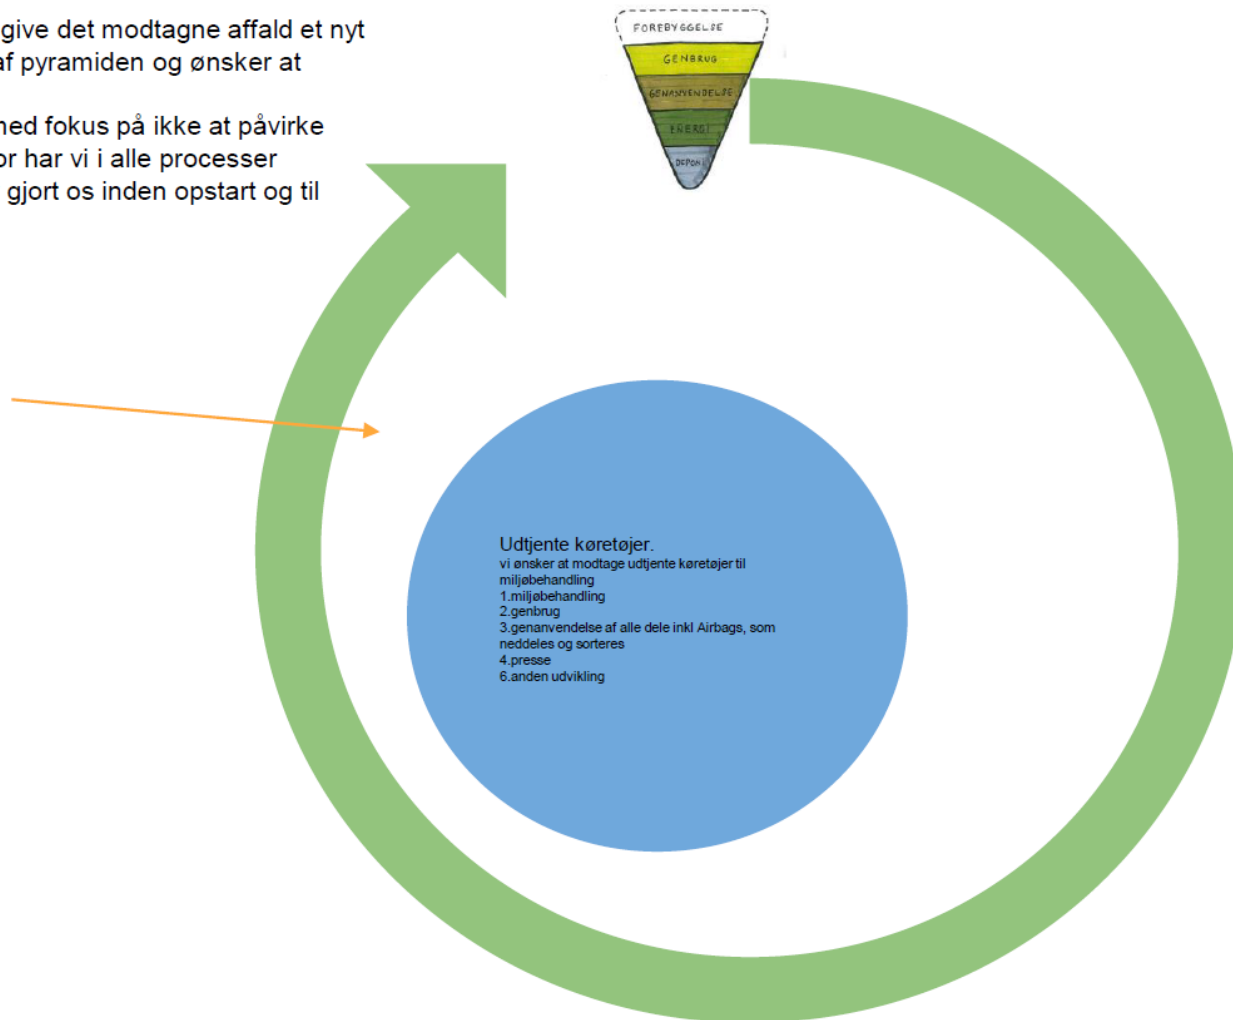 give det modtagne affald et nyt
af pyramiden og ønsker at
ned fokus på ikke at påvirke
or har vi i alle processer
gjort os inden opstart og til
FOREBYGGELSE
GENBRUG
GENANVENDELSE
ENERGI
DEPONI
Udtjente køretøjer.
vi ønsker at modtage udtjente køretøjer til
miljøbehandling
1.miljøbehandling
2.genbrug
3.genanvendelse af alle dele inkl Airbags, som
neddeles og sorteres
4.presse
6.anden udvikling